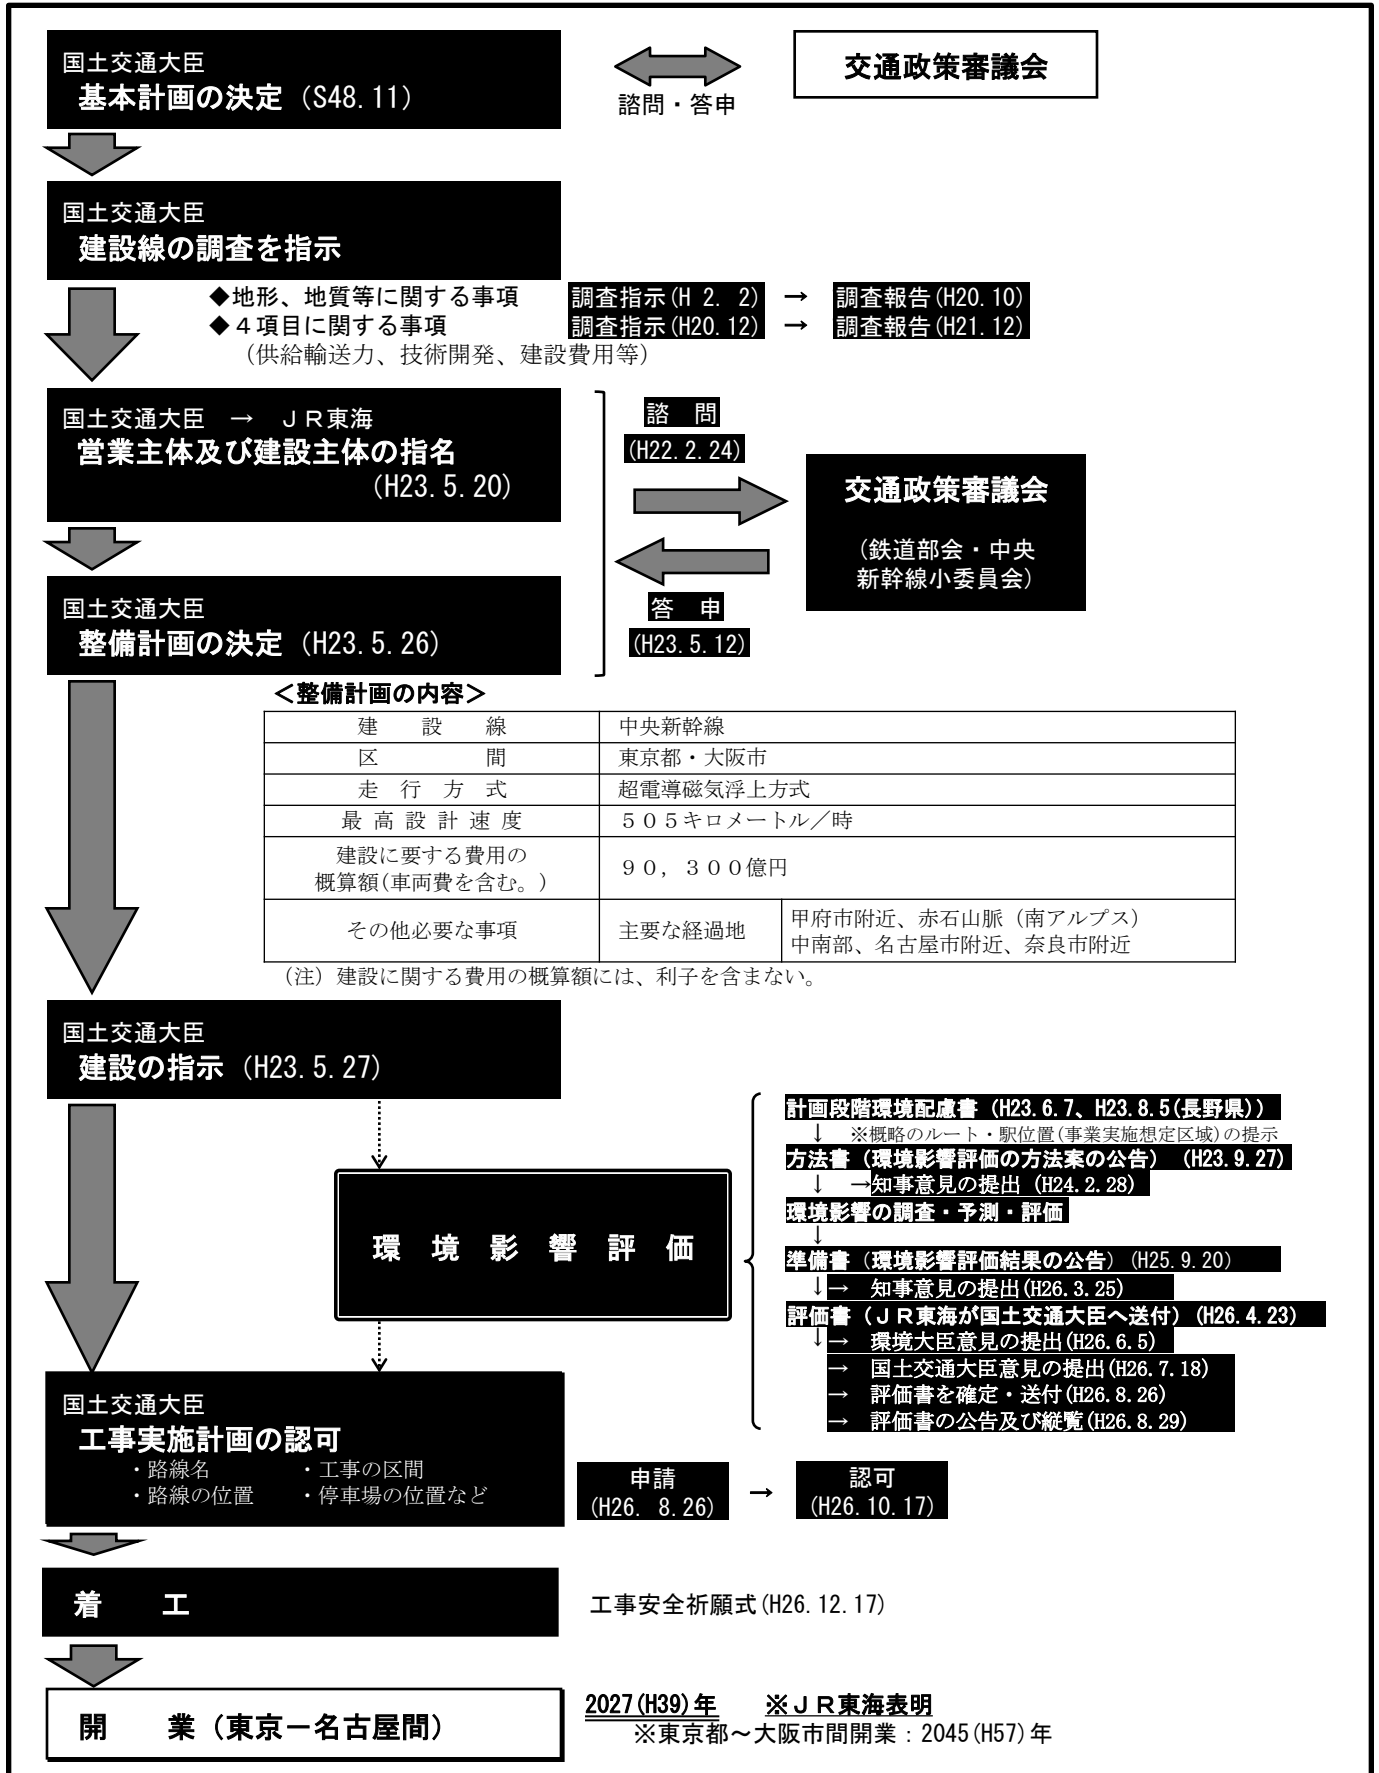 国土交通大臣
基本計画の決定（S48.11）
諮問・答申
交通政策審議会
国土交通大臣
建設線の調査を指示
◆地形、地質等に関する事項　調査指示(H 2. 2)　→　調査報告(H20.10)
◆４項目に関する事項　調査指示(H20.12)　→　調査報告(H21.12)
（供給輸送力、技術開発、建設費用等）
国土交通大臣　→　ＪＲ東海
営業主体及び建設主体の指名
(H23.5.20)
諮　問
(H22.2.24)
交通政策審議会
（鉄道部会・中央
新幹線小委員会）
答　申
(H23.5.12)
国土交通大臣
整備計画の決定（H23.5.26）
＜整備計画の内容＞
建　設　線　中央新幹線
区　間　東京都・大阪市
走　行　方　式　超電導磁気浮上方式
最 高 設 計 速 度　５０５キロメートル／時
建設に要する費用の
概算額(車両費を含む。)　９０，３００億円
その他必要な事項　主要な経過地　甲府市附近、赤石山脈（南アルプス）
中南部、名古屋市附近、奈良市附近
（注）建設に関する費用の概算額には、利子を含まない。
国土交通大臣
建設の指示（H23.5.27）
環　境　影　響　評　価
計画段階環境配慮書（H23.6.7、H23.8.5(長野県)）
↓　※概略のルート・駅位置(事業実施想定区域)の提示
方法書（環境影響評価の方法案の公告）（H23.9.27)
↓　→知事意見の提出（H24.2.28)
環境影響の調査・予測・評価
↓
準備書（環境影響評価結果の公告）(H25.9.20)
↓→　知事意見の提出(H26.3.25)
評価書（ＪＲ東海が国土交通大臣へ送付）(H26.4.23)
↓→　環境大臣意見の提出(H26.6.5)
→　国土交通大臣意見の提出(H26.7.18)
→　評価書を確定・送付(H26.8.26)
→　評価書の公告及び縦覧(H26.8.29)
国土交通大臣
工事実施計画の認可
・路線名　・工事の区間
・路線の位置　・停車場の位置など
申請　→　認可
(H26. 8.26)　(H26.10.17)
着　工
工事安全祈願式(H26.12.17)
開　業（東京－名古屋間）
2027(H39)年　※ＪＲ東海表明
※東京都～大阪市間開業：2045(H57)年